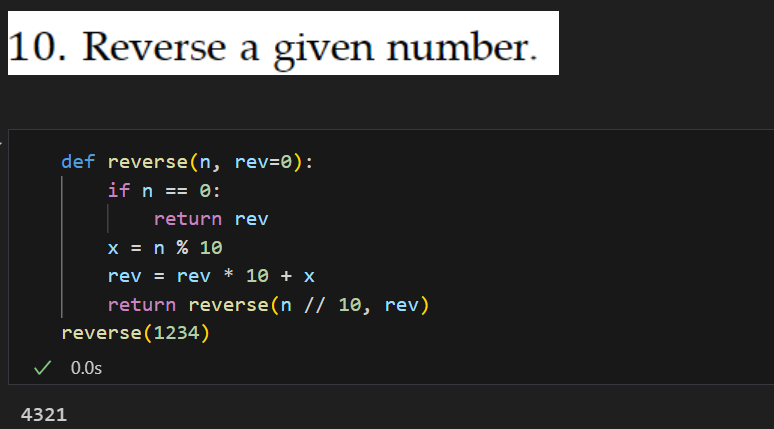 10. Reverse a given number.
def reverse(n, rev=0):
    if n == 0:
        return rev
    x = n % 10
    rev = rev * 10 + x
    return reverse(n // 10, rev)
reverse(1234)
✓ 0.0s
4321